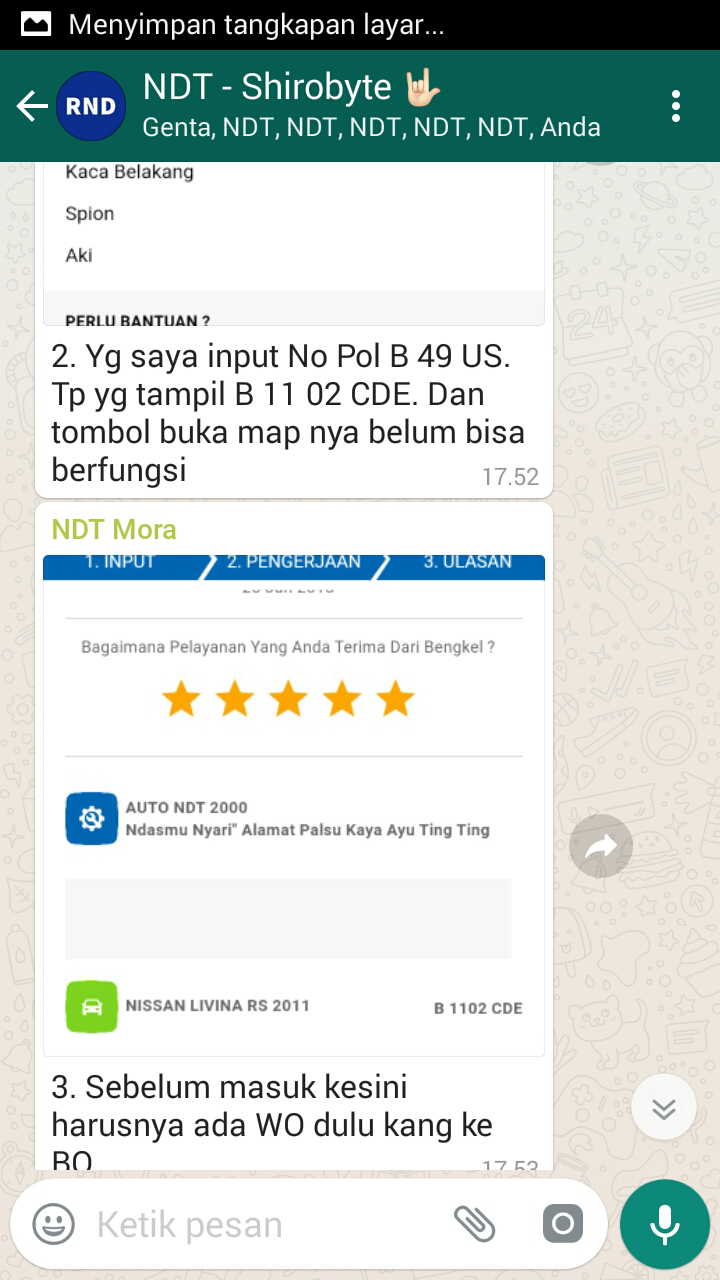 Menyimpan tangkapan layar...
RND
NDT - Shirobyte 🤟🏻
Genta, NDT, NDT, NDT, NDT, NDT, Anda
Kaca Belakang
Spion
Aki
PERLU BANTUAN ?
2. Yg saya input No Pol B 49 US.
Tp yg tampil B 11 02 CDE. Dan
tombol buka map nya belum bisa
berfungsi
17.52
NDT Mora
1. INPUT 2. PENGERJAAN 3. ULASAN
Bagaimana Pelayanan Yang Anda Terima Dari Bengkel ?
AUTO NDT 2000
Ndasmu Nyari" Alamat Palsu Kaya Ayu Ting Ting
NISSAN LIVINA RS 2011 B 1102 CDE
3. Sebelum masuk kesini
harusnya ada WO dulu kang ke
BO
17.53
Ketik pesan